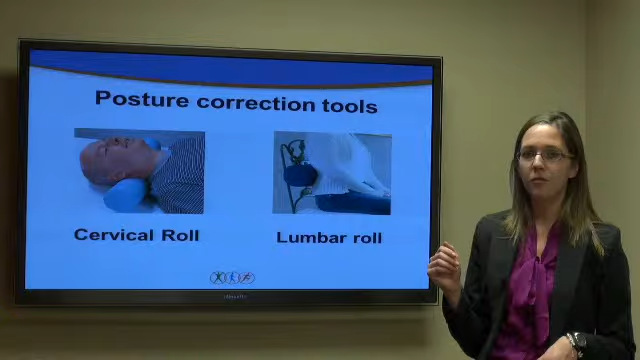 Posture correction tools
Cervical Roll
Lumbar roll